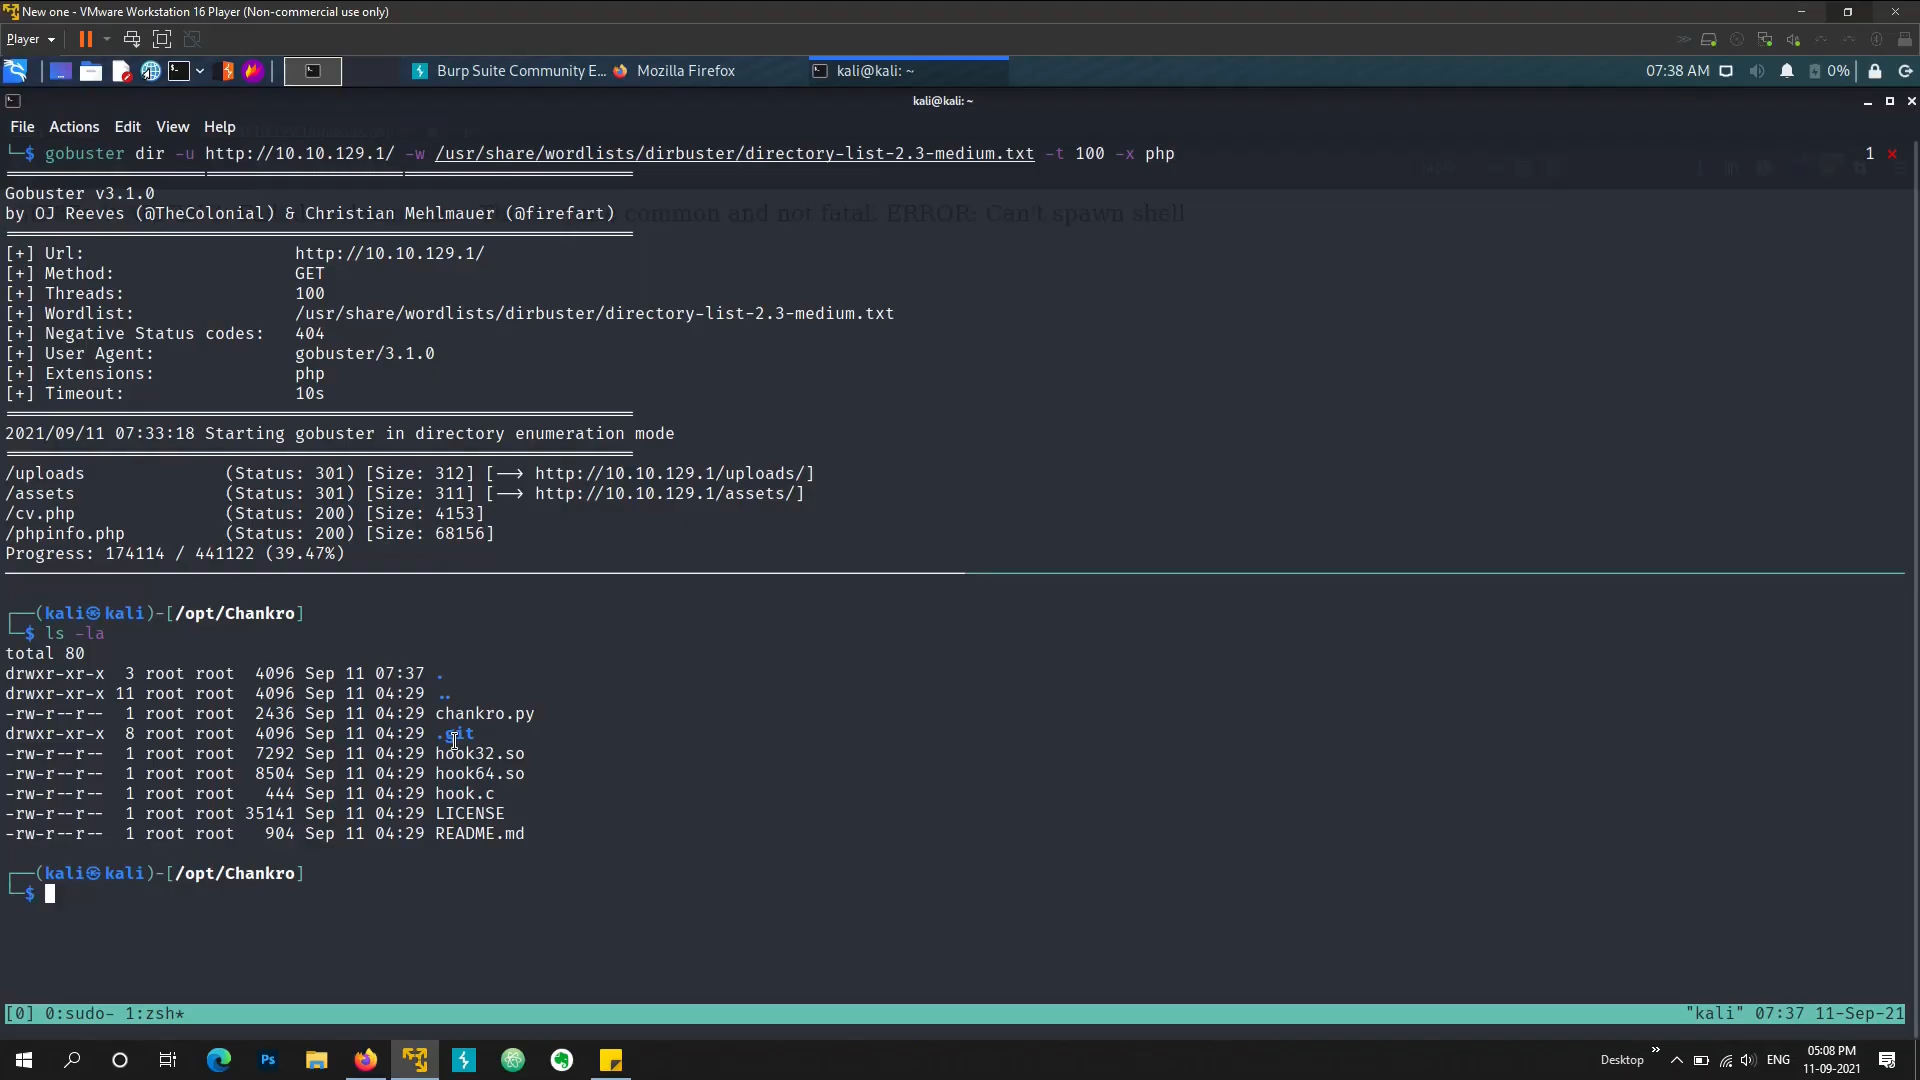 New one - VMware Workstation 16 Player (Non-commercial use only)
Player
Burp Suite Community E... Mozilla Firefox kali@kali: ~ 07:38 AM 0%
kali@kali: ~
File Actions Edit View Help
└─$ gobuster dir -u http://10.10.129.1/ -w /usr/share/wordlists/dirbuster/directory-list-2.3-medium.txt -t 100 -x php 1 ⨯
===============================================================
Gobuster v3.1.0
by OJ Reeves (@TheColonial) & Christian Mehlmauer (@firefart)
common and not fatal. ERROR: Can't spawn shell
===============================================================
[+] Url: http://10.10.129.1/
[+] Method: GET
[+] Threads: 100
[+] Wordlist: /usr/share/wordlists/dirbuster/directory-list-2.3-medium.txt
[+] Negative Status codes: 404
[+] User Agent: gobuster/3.1.0
[+] Extensions: php
[+] Timeout: 10s
===============================================================
2021/09/11 07:33:18 Starting gobuster in directory enumeration mode
===============================================================
/uploads (Status: 301) [Size: 312] [--> http://10.10.129.1/uploads/]
/assets (Status: 301) [Size: 311] [--> http://10.10.129.1/assets/]
/cv.php (Status: 200) [Size: 4153]
/phpinfo.php (Status: 200) [Size: 68156]
Progress: 174114 / 441122 (39.47%)
┌──(kali㉿kali)-[/opt/Chankro]
└─$ ls -la
total 80
drwxr-xr-x 3 root root 4096 Sep 11 07:37 .
drwxr-xr-x 11 root root 4096 Sep 11 04:29 ..
-rw-r--r-- 1 root root 2436 Sep 11 04:29 chankro.py
drwxr-xr-x 8 root root 4096 Sep 11 04:29 .git
-rw-r--r-- 1 root root 7292 Sep 11 04:29 hook32.so
-rw-r--r-- 1 root root 8504 Sep 11 04:29 hook64.so
-rw-r--r-- 1 root root 444 Sep 11 04:29 hook.c
-rw-r--r-- 1 root root 35141 Sep 11 04:29 LICENSE
-rw-r--r-- 1 root root 904 Sep 11 04:29 README.md
┌──(kali㉿kali)-[/opt/Chankro]
└─$
[0] 0:sudo- 1:zsh* "kali" 07:37 11-Sep-21
Ps Desktop ENG 05:08 PM
11-09-2021